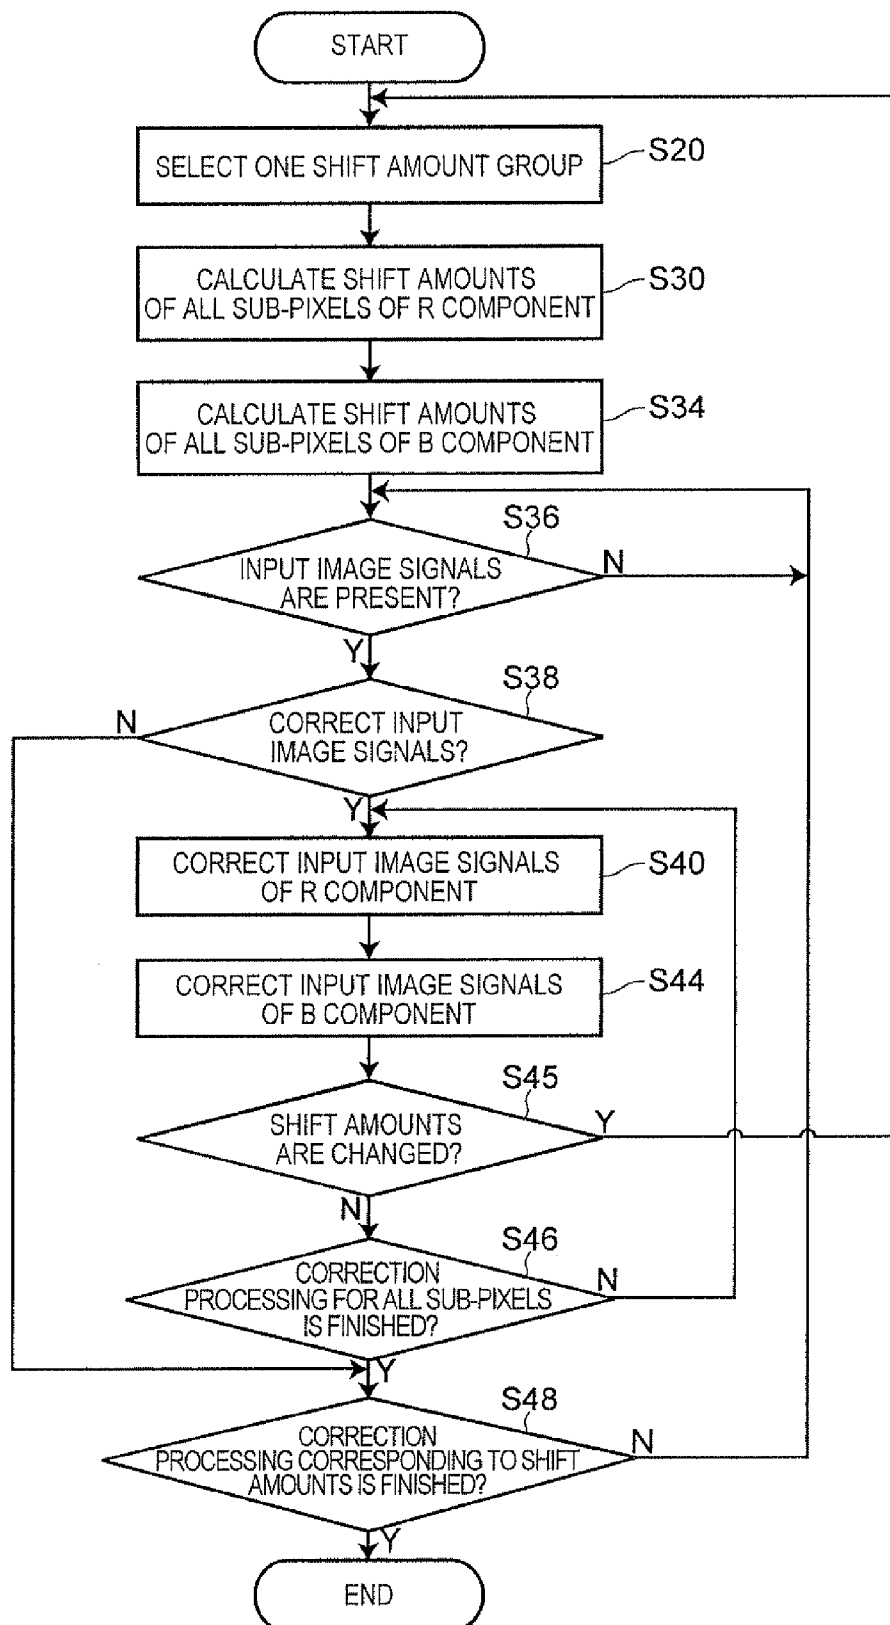 START
SELECT ONE SHIFT AMOUNT GROUP
S20
CALCULATE SHIFT AMOUNTS
OF ALL SUB-PIXELS OF R COMPONENT
S30
CALCULATE SHIFT AMOUNTS
OF ALL SUB-PIXELS OF B COMPONENT
S34
S36
INPUT IMAGE SIGNALS
ARE PRESENT?
N
Y
S38
N
CORRECT INPUT
IMAGE SIGNALS?
Y
CORRECT INPUT IMAGE SIGNALS
OF R COMPONENT
S40
CORRECT INPUT IMAGE SIGNALS
OF B COMPONENT
S44
S45
SHIFT AMOUNTS
ARE CHANGED?
Y
N
S46
CORRECTION
PROCESSING FOR ALL SUB-PIXELS
IS FINISHED?
N
Y
S48
CORRECTION
PROCESSING CORRESPONDING TO SHIFT
AMOUNTS IS FINISHED?
N
Y
END